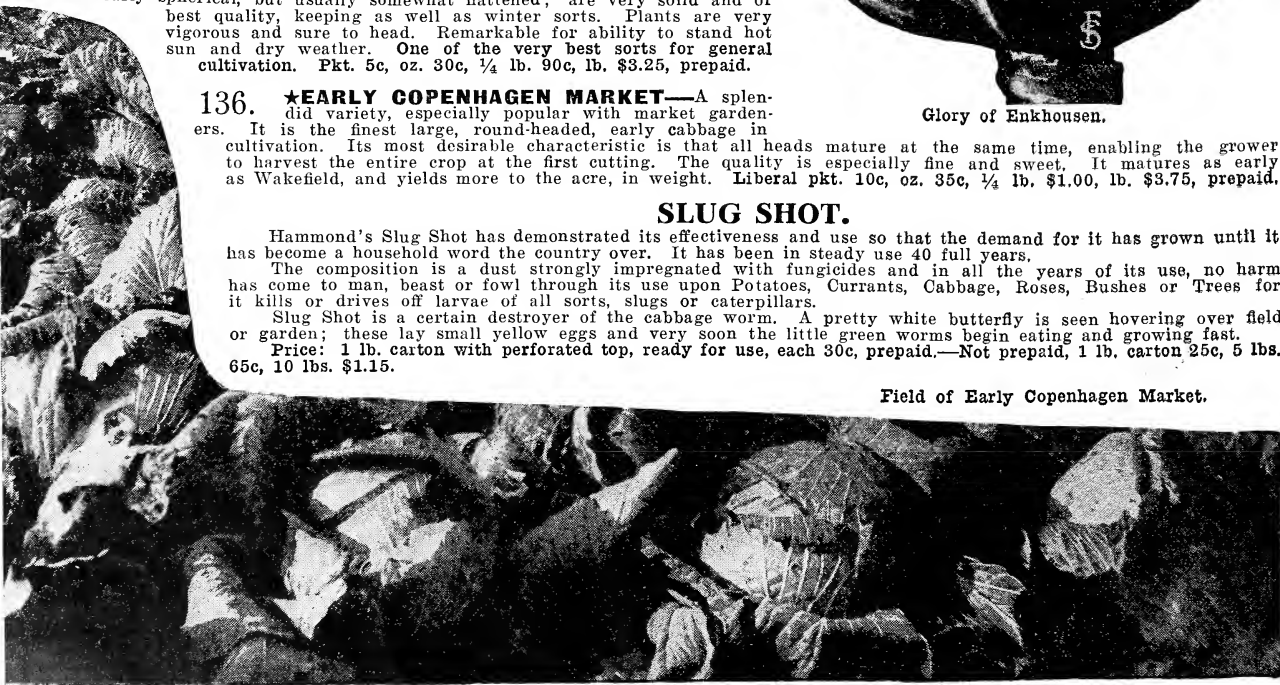 spherical, but usually somewhat flattened; are very solid and of
best quality, keeping as well as winter sorts. Plants are very
vigorous and sure to head. Remarkable for ability to stand hot
sun and dry weather. One of the very best sorts for general
cultivation. Pkt. 5c, oz. 30c, ¼ lb. 90c, lb. $3.25, prepaid.
136. ★EARLY COPENHAGEN MARKET—A splen-
did variety, especially popular with market garden-
ers. It is the finest large, round-headed, early cabbage in
cultivation. Its most desirable characteristic is that all heads mature at the same time, enabling the grower
to harvest the entire crop at the first cutting. The quality is especially fine and sweet. It matures as early
as Wakefield, and yields more to the acre, in weight. Liberal pkt. 10c, oz. 35c, ¼ lb. $1.00, lb. $3.75, prepaid.
Glory of Enkhousen.
SLUG SHOT.
Hammond's Slug Shot has demonstrated its effectiveness and use so that the demand for it has grown until it
has become a household word the country over. It has been in steady use 40 full years.
The composition is a dust strongly impregnated with fungicides and in all the years of its use, no harm
has come to man, beast or fowl through its use upon Potatoes, Currants, Cabbage, Roses, Bushes or Trees for
it kills or drives off larvae of all sorts, slugs or caterpillars.
Slug Shot is a certain destroyer of the cabbage worm. A pretty white butterfly is seen hovering over field
or garden; these lay small yellow eggs and very soon the little green worms begin eating and growing fast.
Price: 1 lb. carton with perforated top, ready for use, each 30c, prepaid.—Not prepaid, 1 lb. carton 25c, 5 lbs.
65c, 10 lbs. $1.15.
Field of Early Copenhagen Market.